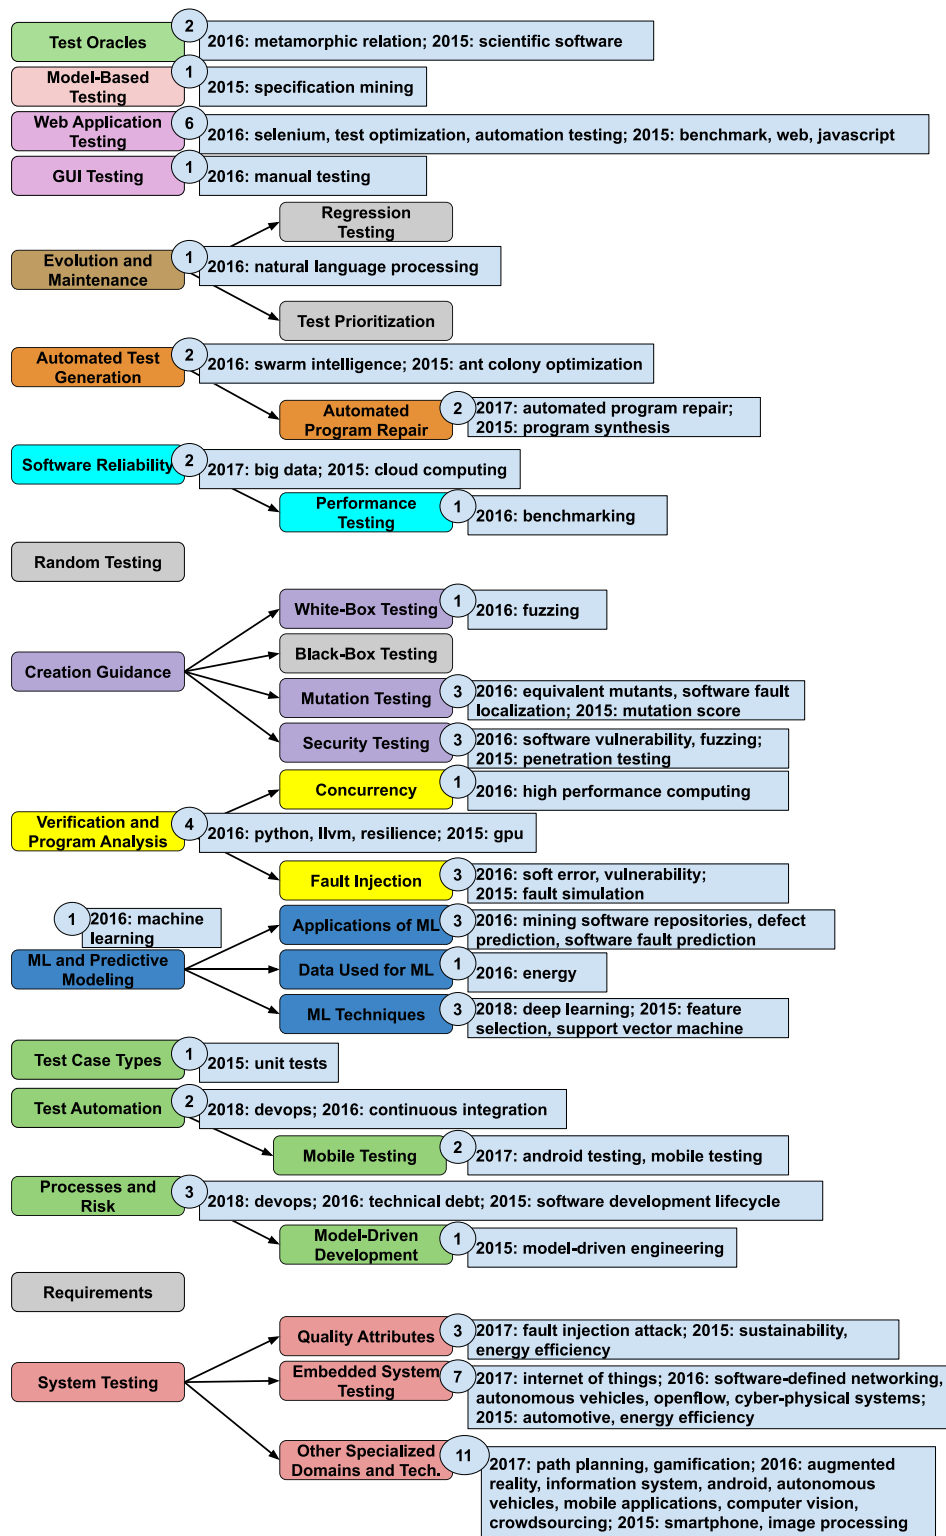 Test Oracles
2
2016: metamorphic relation; 2015: scientific software
Model-Based
Testing
1
2015: specification mining
Web Application
Testing
6
2016: selenium, test optimization, automation testing; 2015: benchmark, web, javascript
GUI Testing
1
2016: manual testing
Regression
Testing
Evolution and
Maintenance
1
2016: natural language processing
Test Prioritization
Automated Test
Generation
2
2016: swarm intelligence; 2015: ant colony optimization
Automated
Program Repair
2
2017: automated program repair;
2015: program synthesis
Software Reliability
2
2017: big data; 2015: cloud computing
Performance
Testing
1
2016: benchmarking
Random Testing
White-Box Testing
1
2016: fuzzing
Black-Box Testing
Creation Guidance
Mutation Testing
3
2016: equivalent mutants, software fault
localization; 2015: mutation score
Security Testing
3
2016: software vulnerability, fuzzing;
2015: penetration testing
Concurrency
1
2016: high performance computing
Verification and
Program Analysis
4
2016: python, llvm, resilience; 2015: gpu
Fault Injection
3
2016: soft error, vulnerability;
2015: fault simulation
1
2016: machine
learning
Applications of ML
3
2016: mining software repositories, defect
prediction, software fault prediction
ML and Predictive
Modeling
Data Used for ML
1
2016: energy
ML Techniques
3
2018: deep learning; 2015: feature
selection, support vector machine
Test Case Types
1
2015: unit tests
Test Automation
2
2018: devops; 2016: continuous integration
Mobile Testing
2
2017: android testing, mobile testing
Processes and
Risk
3
2018: devops; 2016: technical debt; 2015: software development lifecycle
Model-Driven
Development
1
2015: model-driven engineering
Requirements
Quality Attributes
3
2017: fault injection attack; 2015: sustainability,
energy efficiency
System Testing
Embedded System
Testing
7
2017: internet of things; 2016: software-defined networking,
autonomous vehicles, openflow, cyber-physical systems;
2015: automotive, energy efficiency
Other Specialized
Domains and Tech.
11
2017: path planning, gamification; 2016: augmented
reality, information system, android, autonomous
vehicles, mobile applications, computer vision,
crowdsourcing; 2015: smartphone, image processing